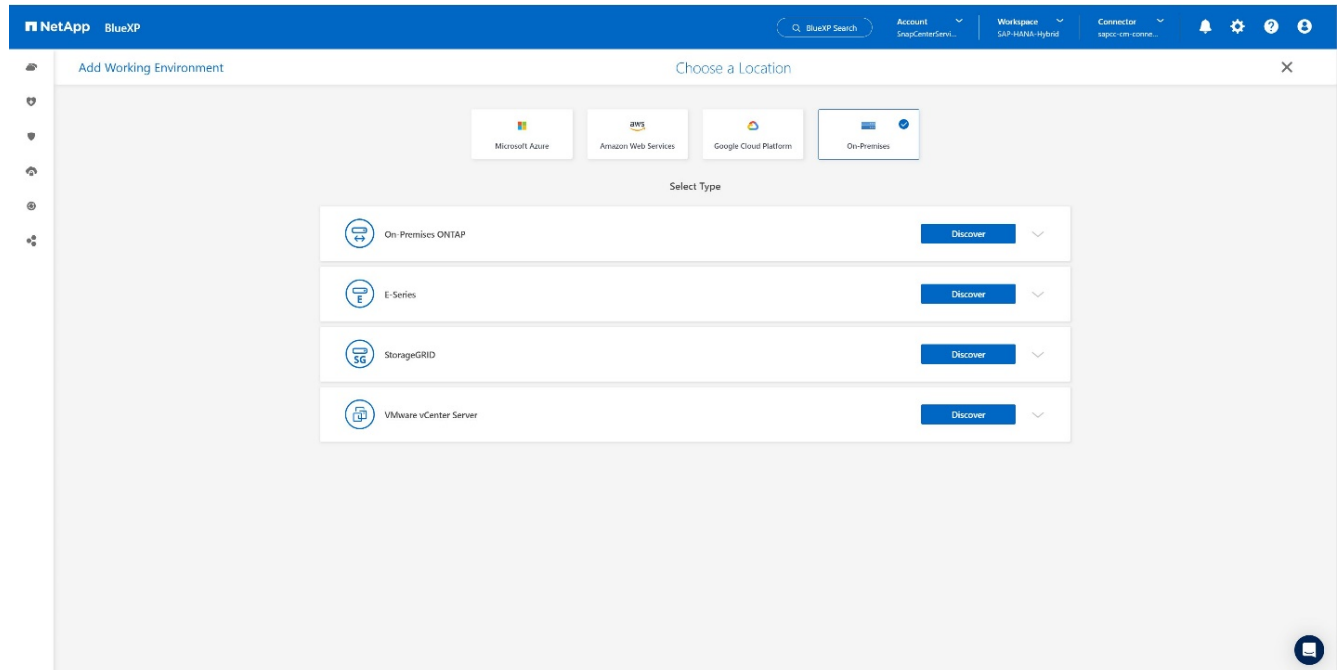 NetApp BlueXP
BlueXP Search
Account
SnapCenterServi...
Workspace
SAP-HANA-Hybrid
Connector
sapcc-cm-conne...
Add Working Environment
Choose a Location
Microsoft Azure
aws
Amazon Web Services
Google Cloud Platform
On-Premises
Select Type
On-Premises ONTAP
Discover
E
E-Series
Discover
SG
StorageGRID
Discover
VMware vCenter Server
Discover